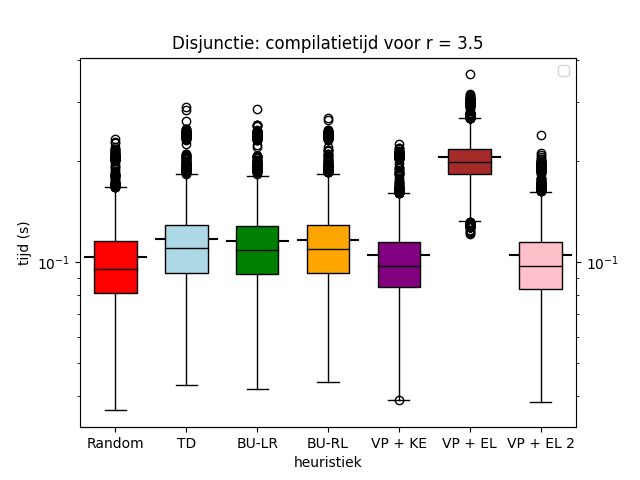 Disjunctie: compilatietijd voor r = 3.5
tijd (s)
10⁻¹
10⁻¹
Random TD BU-LR BU-RL VP + KE VP + EL VP + EL 2
heuristiek